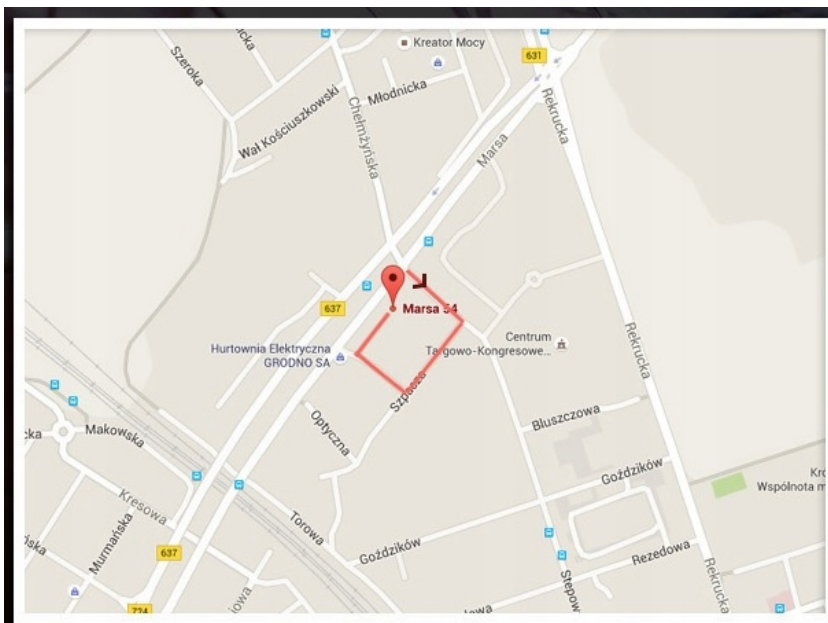 Kreator Mocy
631
Szeroka
Młodnicka
Rekrucka
Wał Kościuszkowski
Chełmżyńska
Marsa
637
Marsa 54
Hurtownia Elektryczna
GRODNO SA
Centrum
Targowo-Kongresowe...
Rekrucka
Szpacza
Optyczna
Bluszczowa
Makowska
Goździków
Kresowa
Wspólnota m
Torowa
Murmańska
637
Goździków
Rezedowa
Rekrucka
724